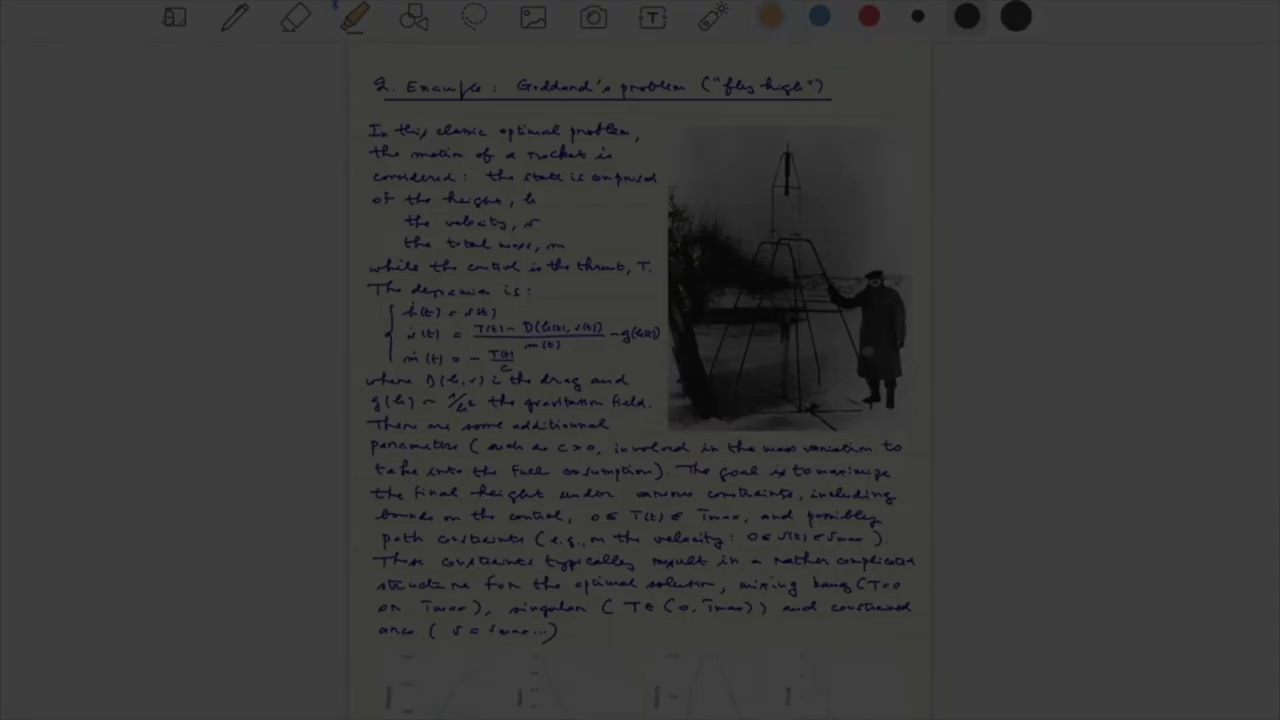 2. Example: Goddard's problem ("fly high")
In this classic optimal problem,
the motion of a rocket is
considered: the state is comprised
of the height, h
the velocity, v
the total mass, m
while the control is the thrust, T.
The dynamics is:
ḣ(t) = v(t)
v̇(t) = (T(t) - D(h(t), v(t))) / m(t) - g(h(t))
ṁ(t) = - T(t)/c
where D(h,v) is the drag and
g(h) ~ 1/h² the gravitation field.
There are some additionnal
parameters (such as c>0, involved in the mass variation to
take into the fuel consumption). The goal is to maximize
the final height under various constraints, including
bounds on the control, 0 ≤ T(t) ≤ Tmax, and possibly
path constraints (e.g., on the velocity: 0 ≤ v(t) ≤ vmax).
These constraints typically result in a rather complicated
structure for the optimal solution, mixing bang (T=0
or Tmax), singular (T∈(0,Tmax)) and constrained
arcs (v = vmax...)